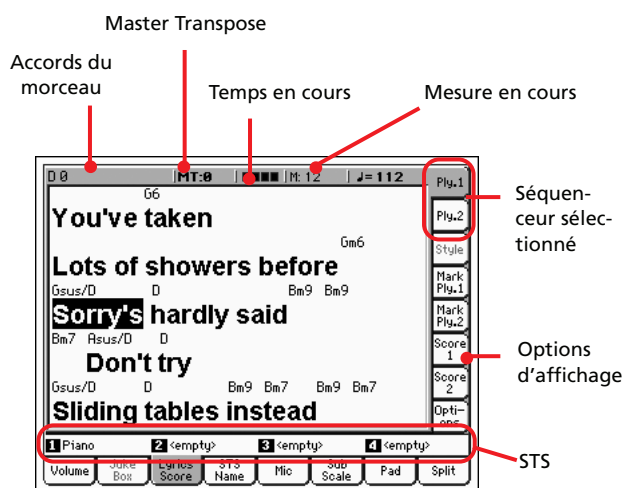 Master Transpose
Accords du
morceau
Temps en cours
Mesure en cours
D0 MT:0 M: 12 ♩=112
G6
You've taken
Gm6
Lots of showers before
Gsus/D D Bm9 Bm9
Sorry's hardly said
Bm7 Asus/D D
Don't try
Gsus/D D Bm9 Bm7 Bm9 Bm7
Sliding tables instead
1 Piano 2 <empty> 3 <empty> 4 <empty>
Volume Juke Box Lyrics Score STS Name Mic Sub Scale Pad Split
Ply.1
Ply.2
Style
Mark
Ply.1
Mark
Ply.2
Score
1
Score
2
Opti-
ons
Séquen-
ceur sélec-
tionné
Options
d'affichage
STS